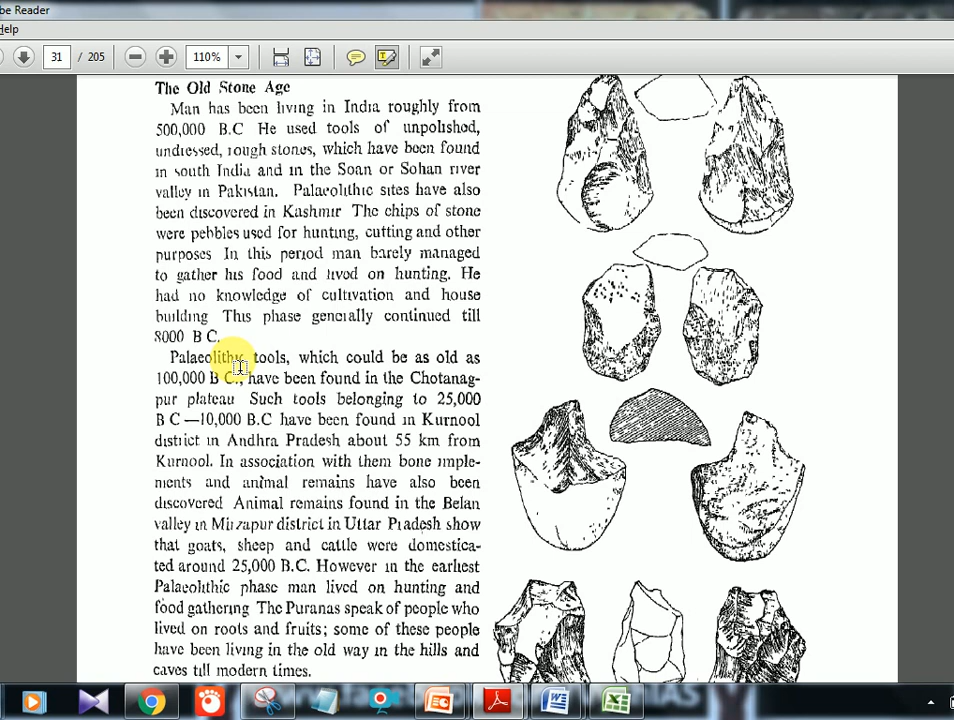 be Reader
Help
31 / 205 110%
The Old Stone Age
Man has been living in India roughly from
500,000 B.C He used tools of unpolished,
undressed, rough stones, which have been found
in south India and in the Soan or Sohan river
valley in Pakistan. Palaeolithic sites have also
been discovered in Kashmir The chips of stone
were pebbles used for hunting, cutting and other
purposes In this period man barely managed
to gather his food and lived on hunting. He
had no knowledge of cultivation and house
building This phase generally continued till
8000 B C.
Palaeolithic tools, which could be as old as
100,000 B C., have been found in the Chotanag-
pur plateau Such tools belonging to 25,000
B C—10,000 B.C have been found in Kurnool
district in Andhra Pradesh about 55 km from
Kurnool. In association with them bone imple-
ments and animal remains have also been
discovered Animal remains found in the Belan
valley in Mirzapur district in Uttar Pradesh show
that goats, sheep and cattle were domestica-
ted around 25,000 B.C. However in the earliest
Palaeolithic phase man lived on hunting and
food gathering The Puranas speak of people who
lived on roots and fruits; some of these people
have been living in the old way in the hills and
caves till modern times.